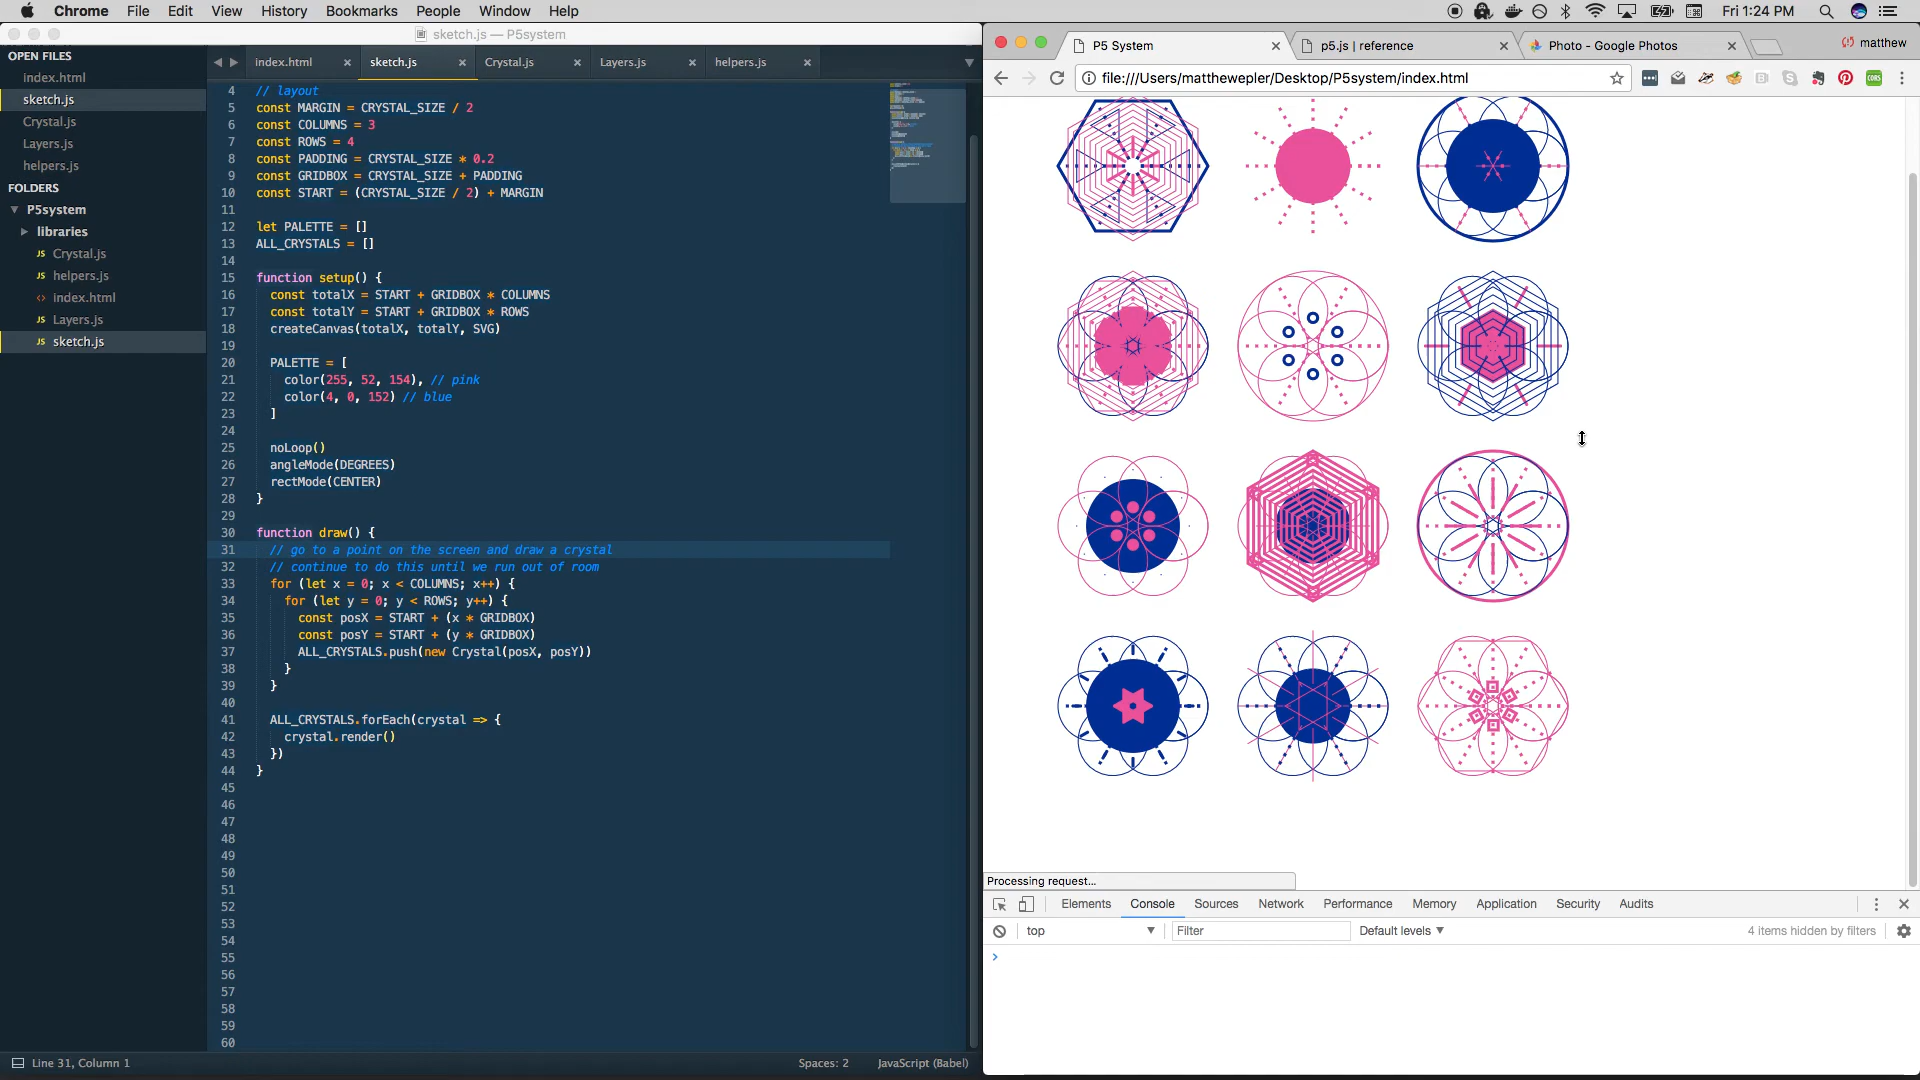 Chrome File Edit View History Bookmarks People Window Help Fri 1:24 PM
sketch.js — P5system
OPEN FILES
index.html
sketch.js
Crystal.js
Layers.js
helpers.js
FOLDERS
P5system
libraries
JS Crystal.js
JS helpers.js
<> index.html
JS Layers.js
JS sketch.js
index.html × sketch.js × Crystal.js × Layers.js × helpers.js ×
4 // layout
5 const MARGIN = CRYSTAL_SIZE / 2
6 const COLUMNS = 3
7 const ROWS = 4
8 const PADDING = CRYSTAL_SIZE * 0.2
9 const GRIDBOX = CRYSTAL_SIZE + PADDING
10 const START = (CRYSTAL_SIZE / 2) + MARGIN
11
12 let PALETTE = []
13 ALL_CRYSTALS = []
14
15 function setup() {
16 const totalX = START + GRIDBOX * COLUMNS
17 const totalY = START + GRIDBOX * ROWS
18 createCanvas(totalX, totalY, SVG)
19
20 PALETTE = [
21 color(255, 52, 154), // pink
22 color(4, 0, 152) // blue
23 ]
24
25 noLoop()
26 angleMode(DEGREES)
27 rectMode(CENTER)
28 }
29
30 function draw() {
31 // go to a point on the screen and draw a crystal
32 // continue to do this until we run out of room
33 for (let x = 0; x < COLUMNS; x++) {
34 for (let y = 0; y < ROWS; y++) {
35 const posX = START + (x * GRIDBOX)
36 const posY = START + (y * GRIDBOX)
37 ALL_CRYSTALS.push(new Crystal(posX, posY))
38 }
39 }
40
41 ALL_CRYSTALS.forEach(crystal => {
42 crystal.render()
43 })
44 }
45
46
47
48
49
50
51
52
53
54
55
56
57
58
59
60
Line 31, Column 1 Spaces: 2 JavaScript (Babel)
P5 System × p5.js | reference × Photo - Google Photos × matthew
file:///Users/matthewepler/Desktop/P5system/index.html
Processing request...
Elements Console Sources Network Performance Memory Application Security Audits
top Filter Default levels 4 items hidden by filters